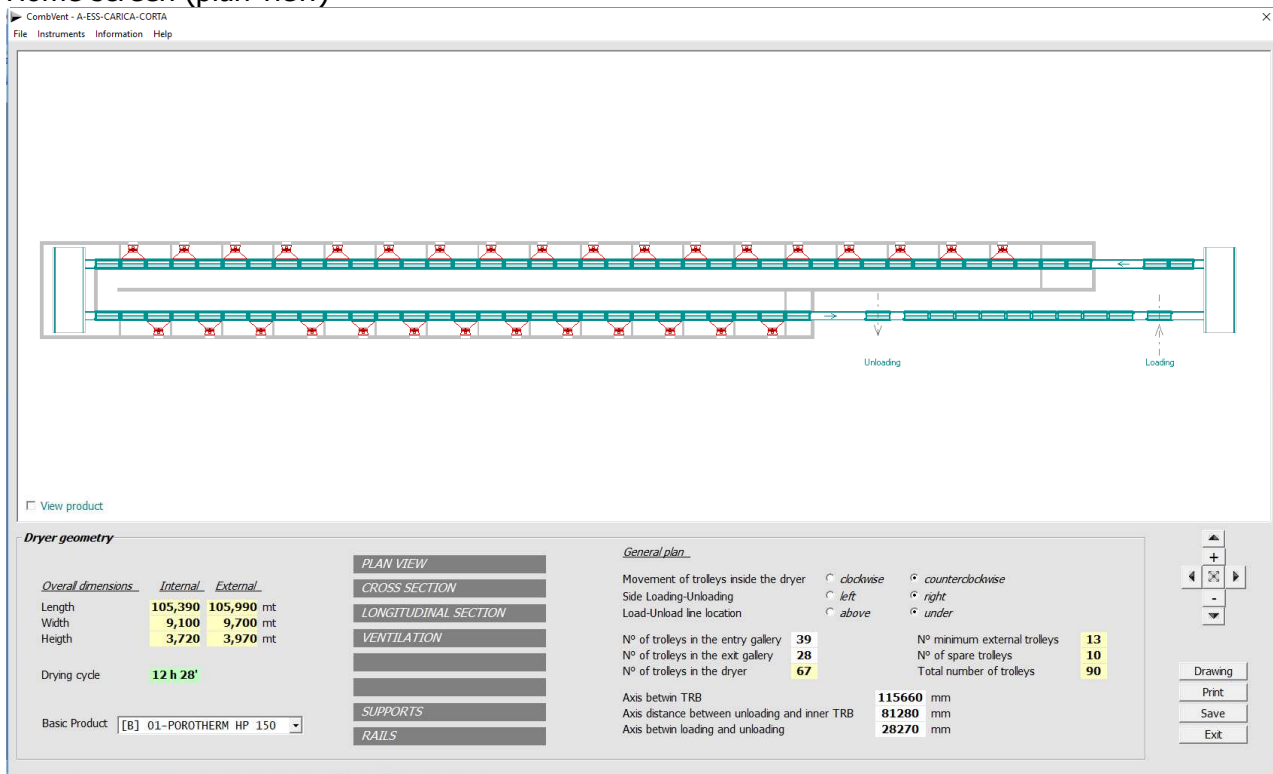 Home screen (plan view)
CombVent - A-ESS-CARICA-CORTA
File Instruments Information Help
Unloading
Loading
View product
Dryer geometry
Overall dimensions Internal External
Length 105,390 105,990 mt
Width 9,100 9,700 mt
Heigth 3,720 3,970 mt
Drying cycle 12 h 28'
Basic Product [B] 01-POROTHERM HP 150
PLAN VIEW
CROSS SECTION
LONGITUDINAL SECTION
VENTILATION
SUPPORTS
RAILS
General plan
Movement of trolleys inside the dryer clockwise counterclockwise
Side Loading-Unloading left right
Load-Unload line location above under
Nº of trolleys in the entry gallery 39
Nº of trolleys in the exit gallery 28
Nº of trolleys in the dryer 67
Nº minimum external trolleys 13
Nº of spare trolleys 10
Total number of trolleys 90
Axis betwin TRB 115660 mm
Axis distance between unloading and inner TRB 81280 mm
Axis betwin loading and unloading 28270 mm
+
-
Drawing
Print
Save
Exit